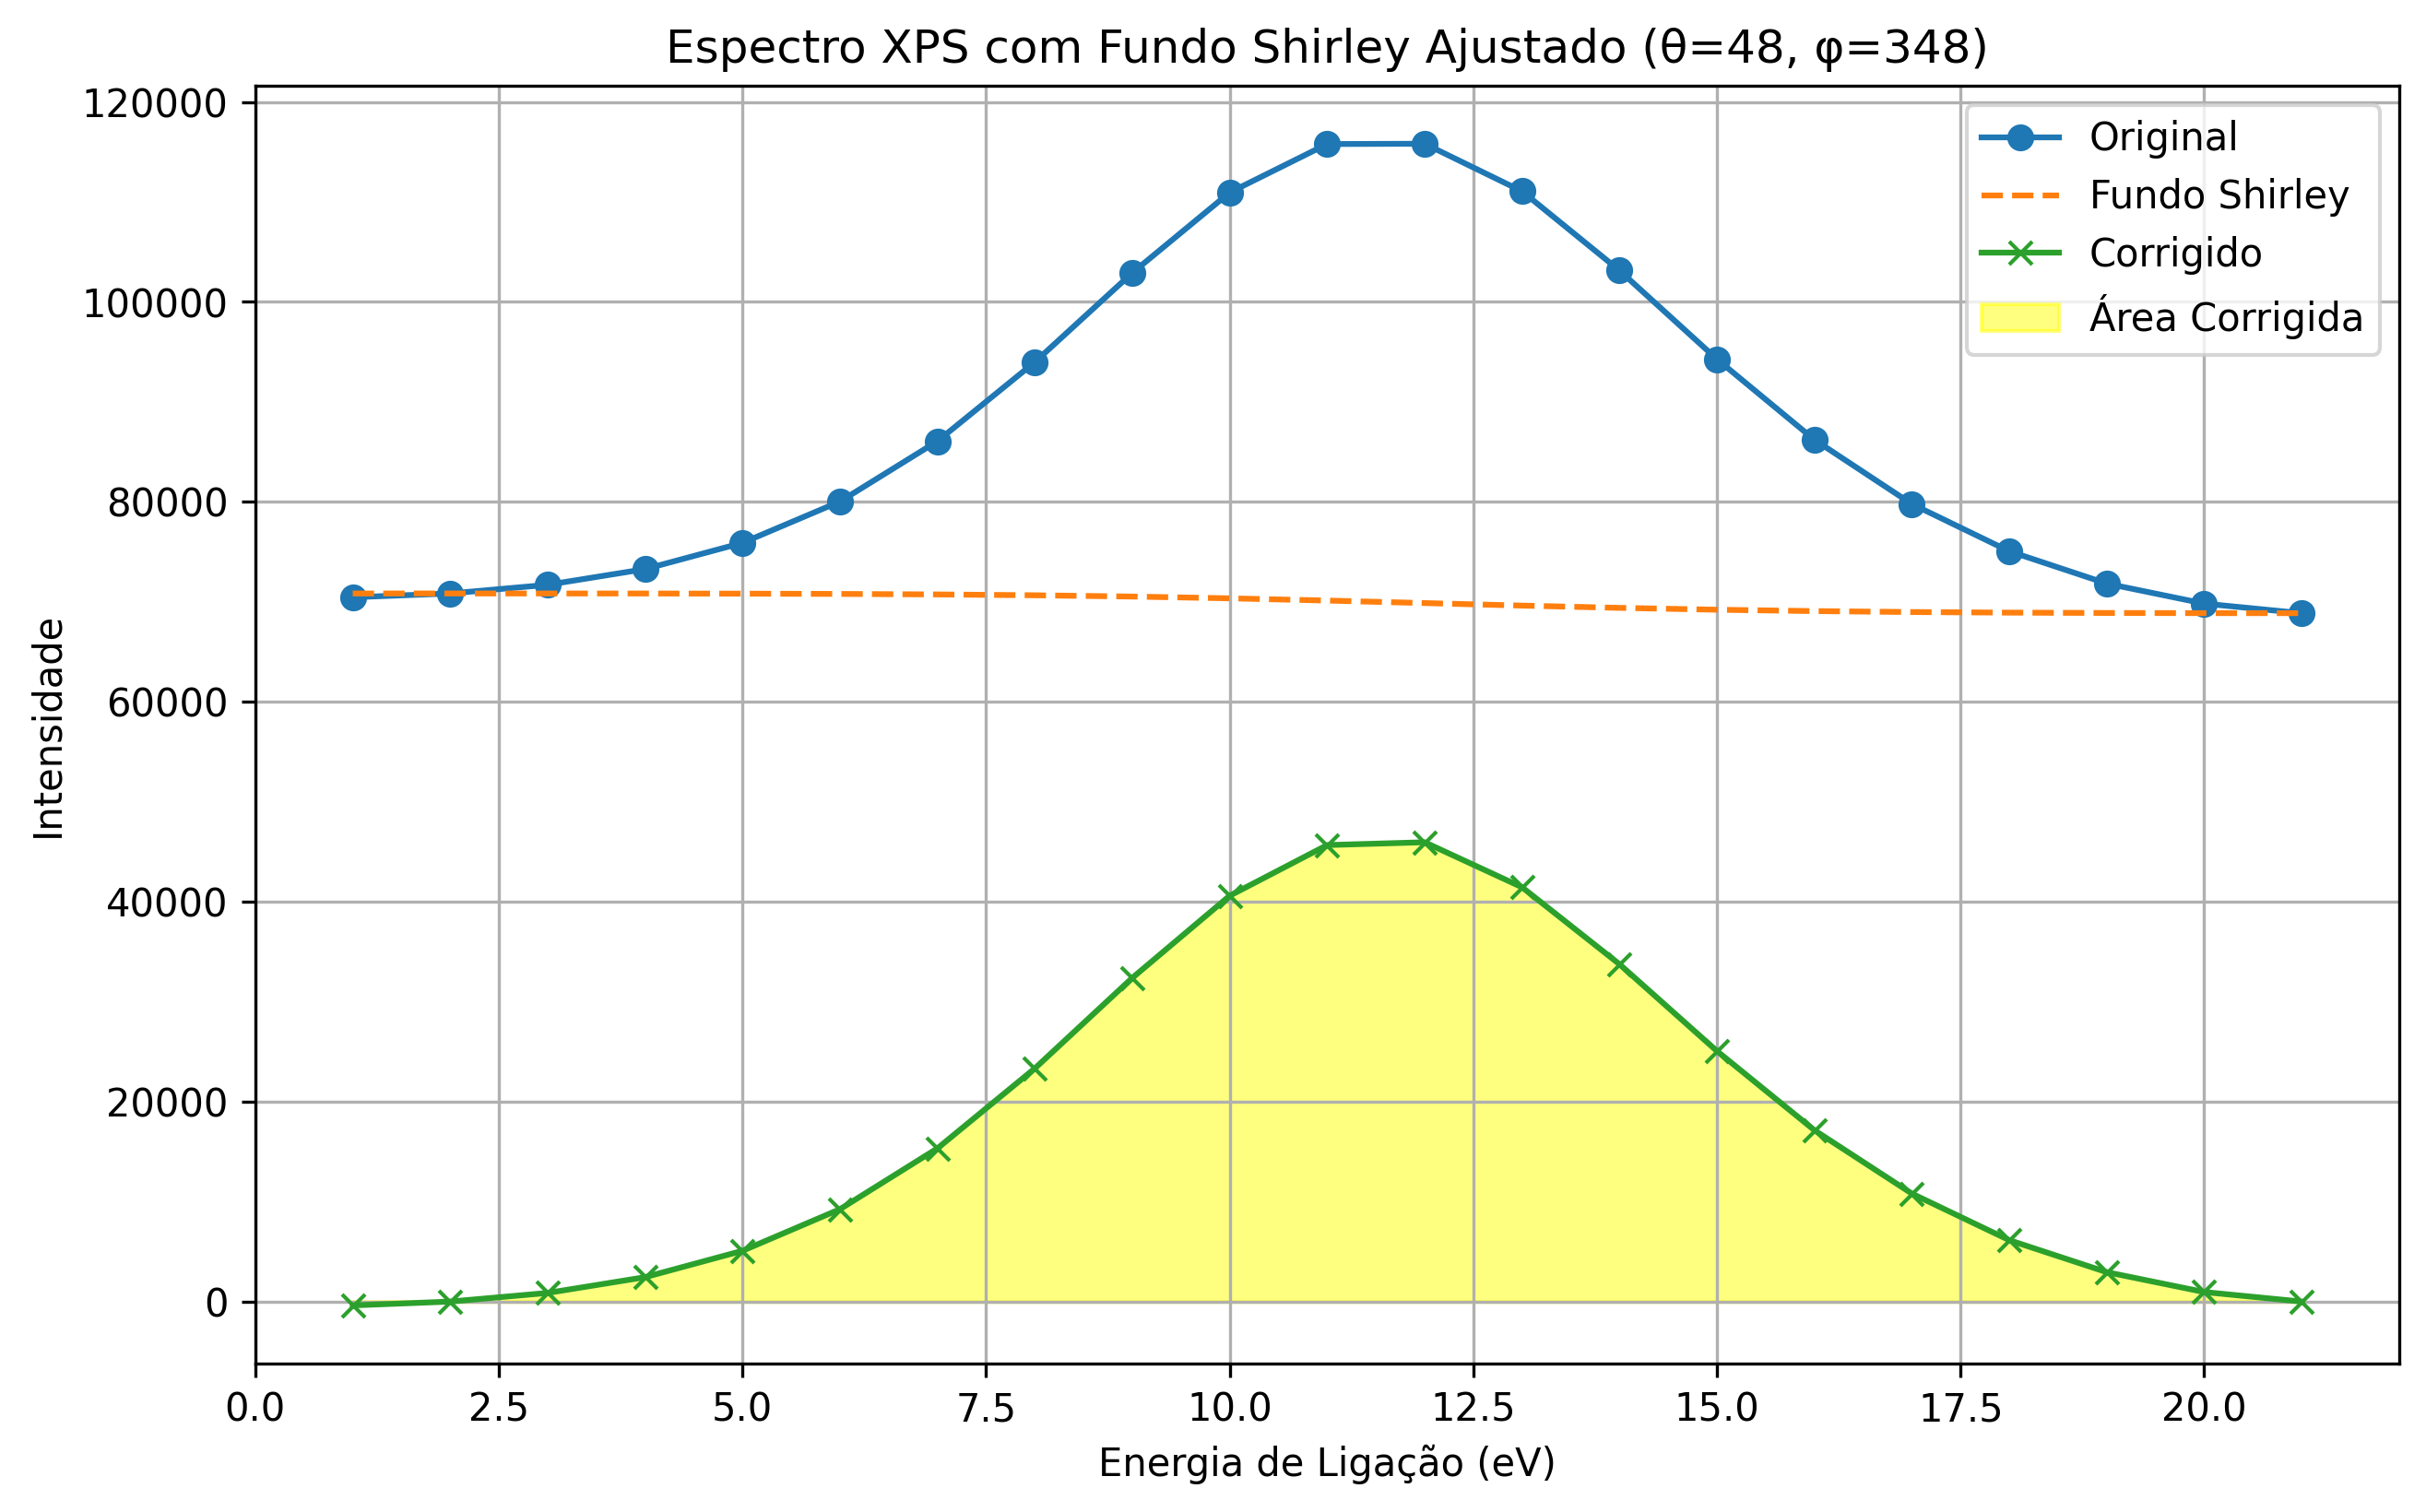 Espectro XPS com Fundo Shirley Ajustado (θ=48, φ=348)
120000
100000
80000
60000
40000
20000
0
Intensidade
Original
Fundo Shirley
Corrigido
Área Corrigida
0.0 2.5 5.0 7.5 10.0 12.5 15.0 17.5 20.0
Energia de Ligação (eV)